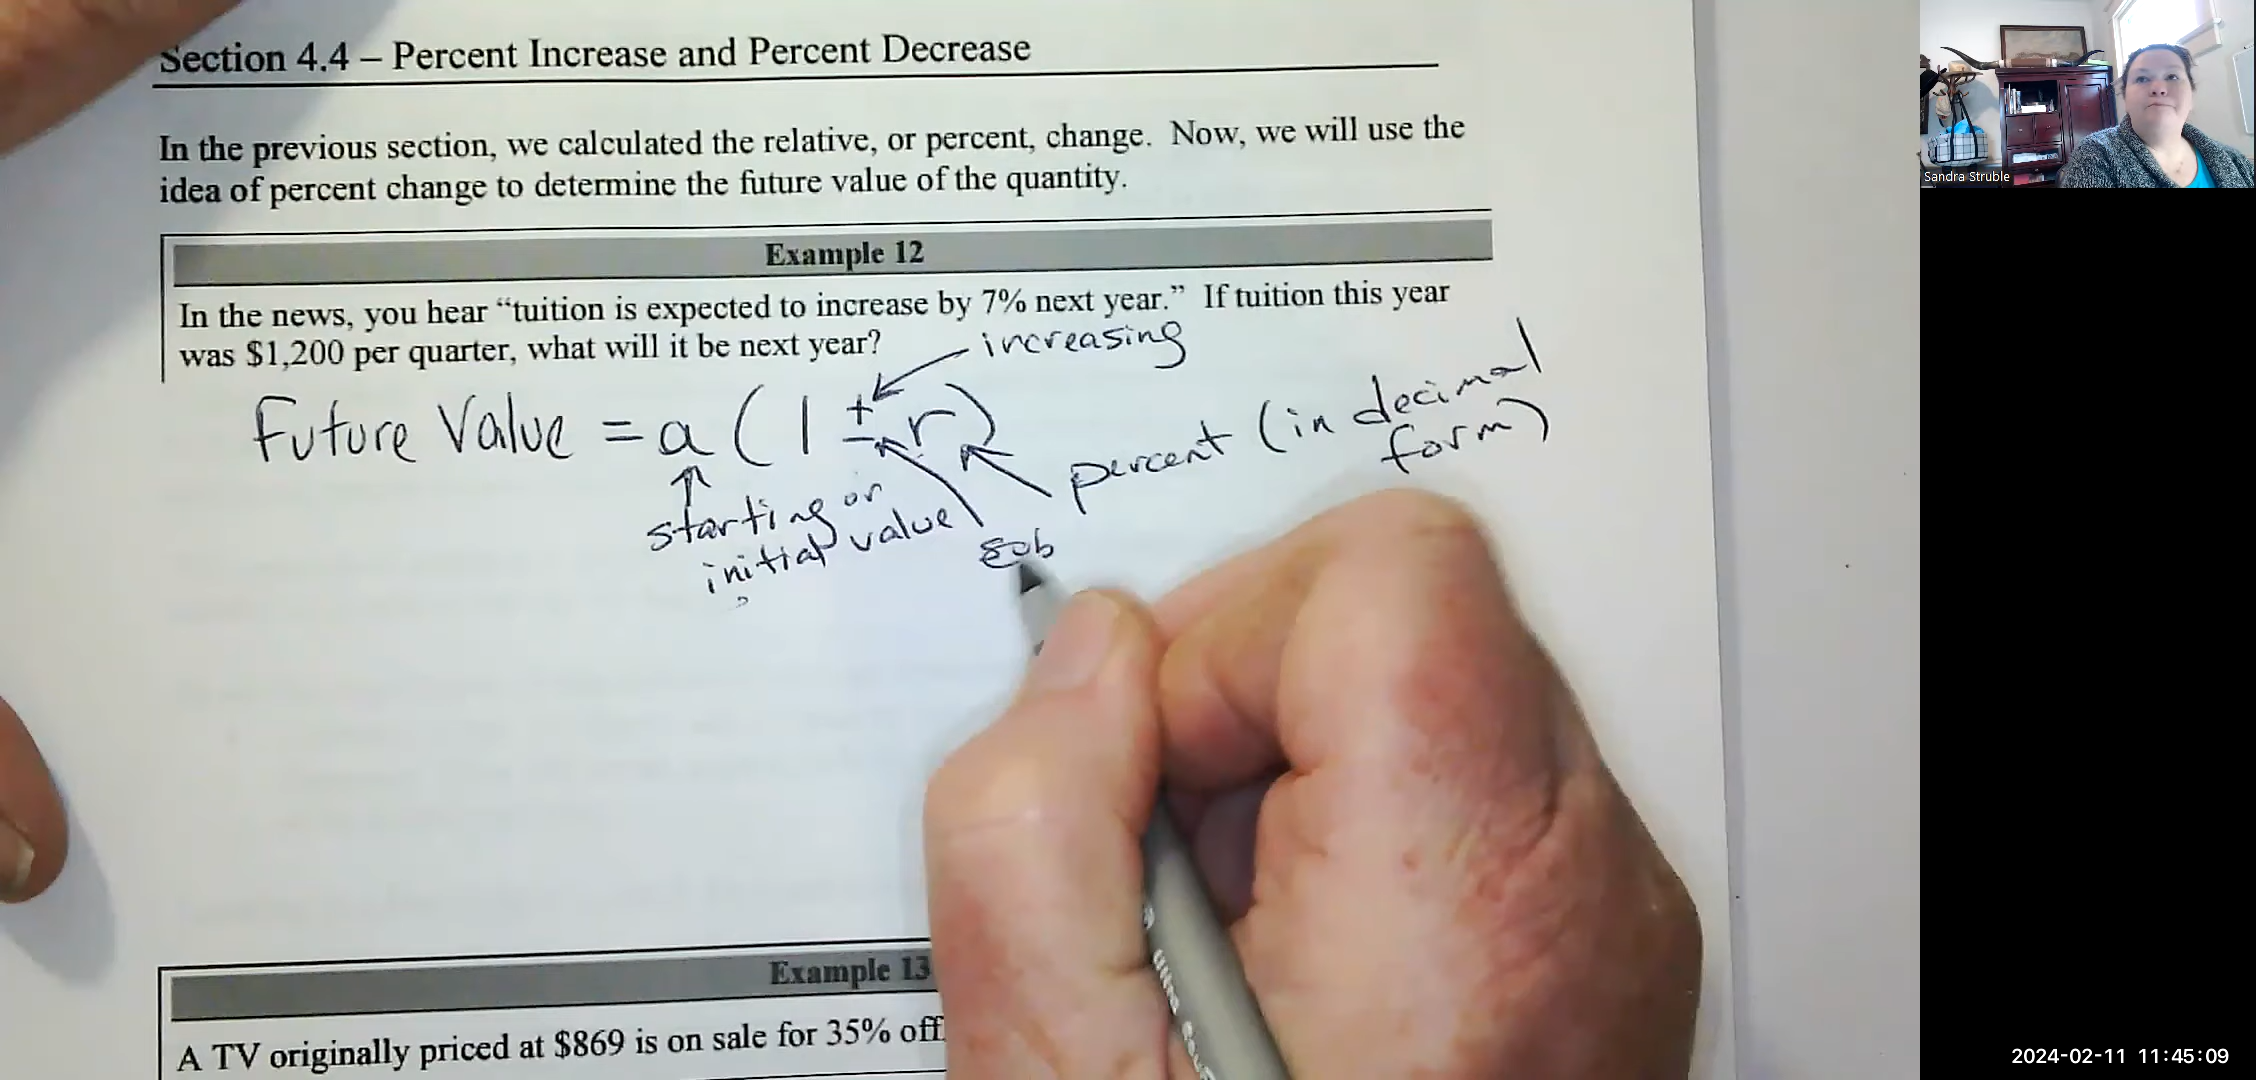 Section 4.4 – Percent Increase and Percent Decrease
In the previous section, we calculated the relative, or percent, change. Now, we will use the
idea of percent change to determine the future value of the quantity.
Example 12
In the news, you hear “tuition is expected to increase by 7% next year.” If tuition this year
was $1,200 per quarter, what will it be next year?
increasing
Future Value = a ( 1 ± r )
percent (in decimal
form)
starting or
initial value
sub
Example 13
A TV originally priced at $869 is on sale for 35% off
Sandra Struble
2024-02-11 11:45:09